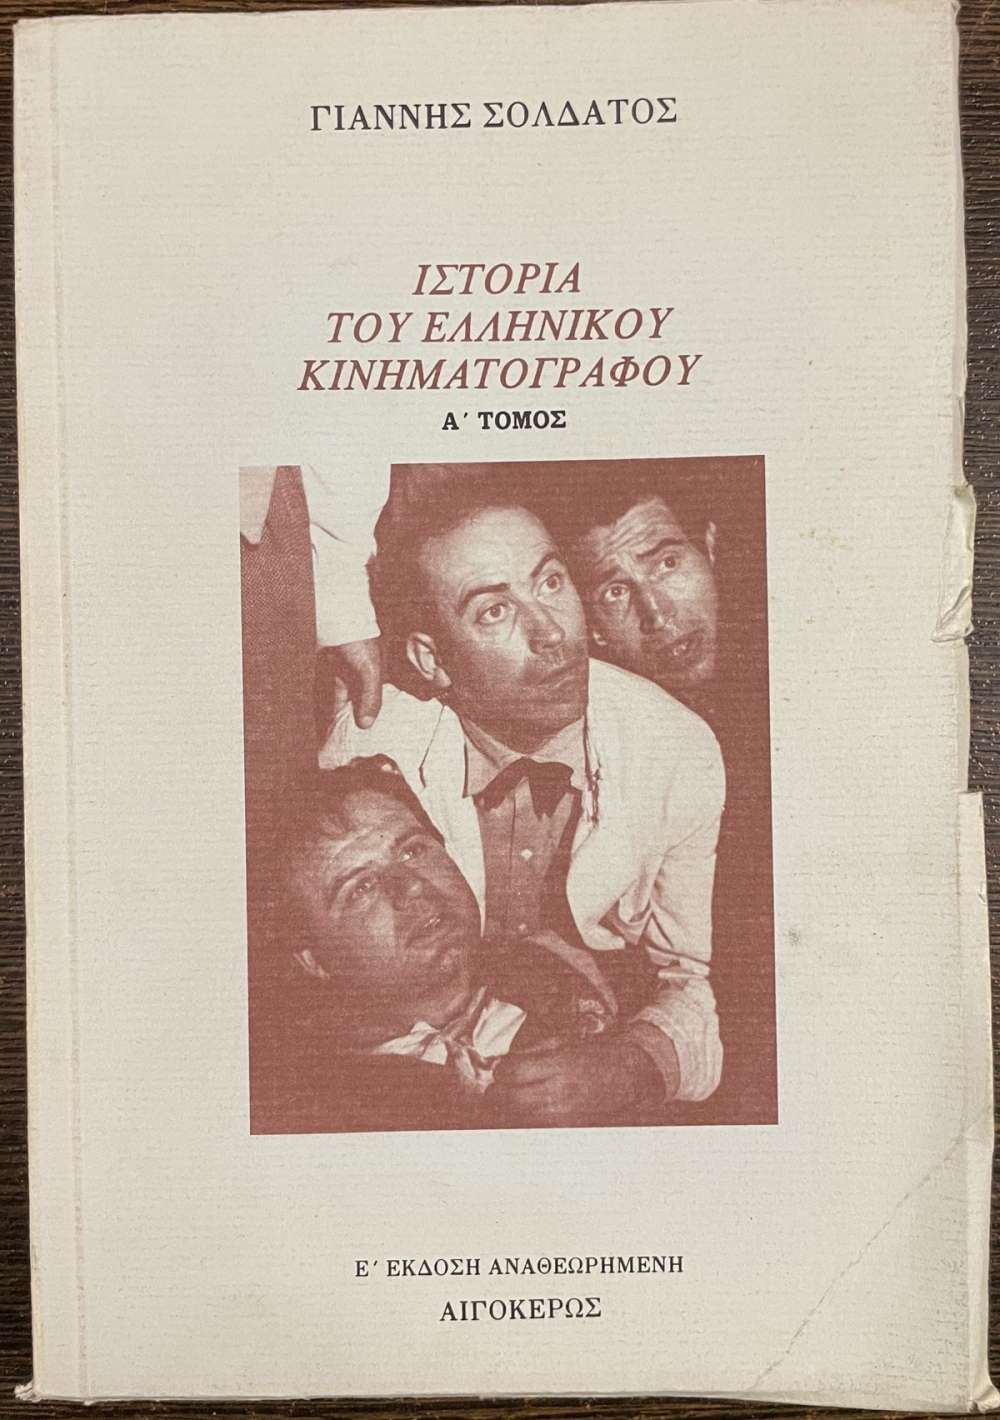 ΓΙΑΝΝΗΣ ΣΟΛΔΑΤΟΣ
ΙΣΤΟΡΙΑ
ΤΟΥ ΕΛΛΗΝΙΚΟΥ
ΚΙΝΗΜΑΤΟΓΡΑΦΟΥ
Α΄ ΤΟΜΟΣ
Ε΄ ΕΚΔΟΣΗ ΑΝΑΘΕΩΡΗΜΕΝΗ
ΑΙΓΟΚΕΡΩΣ